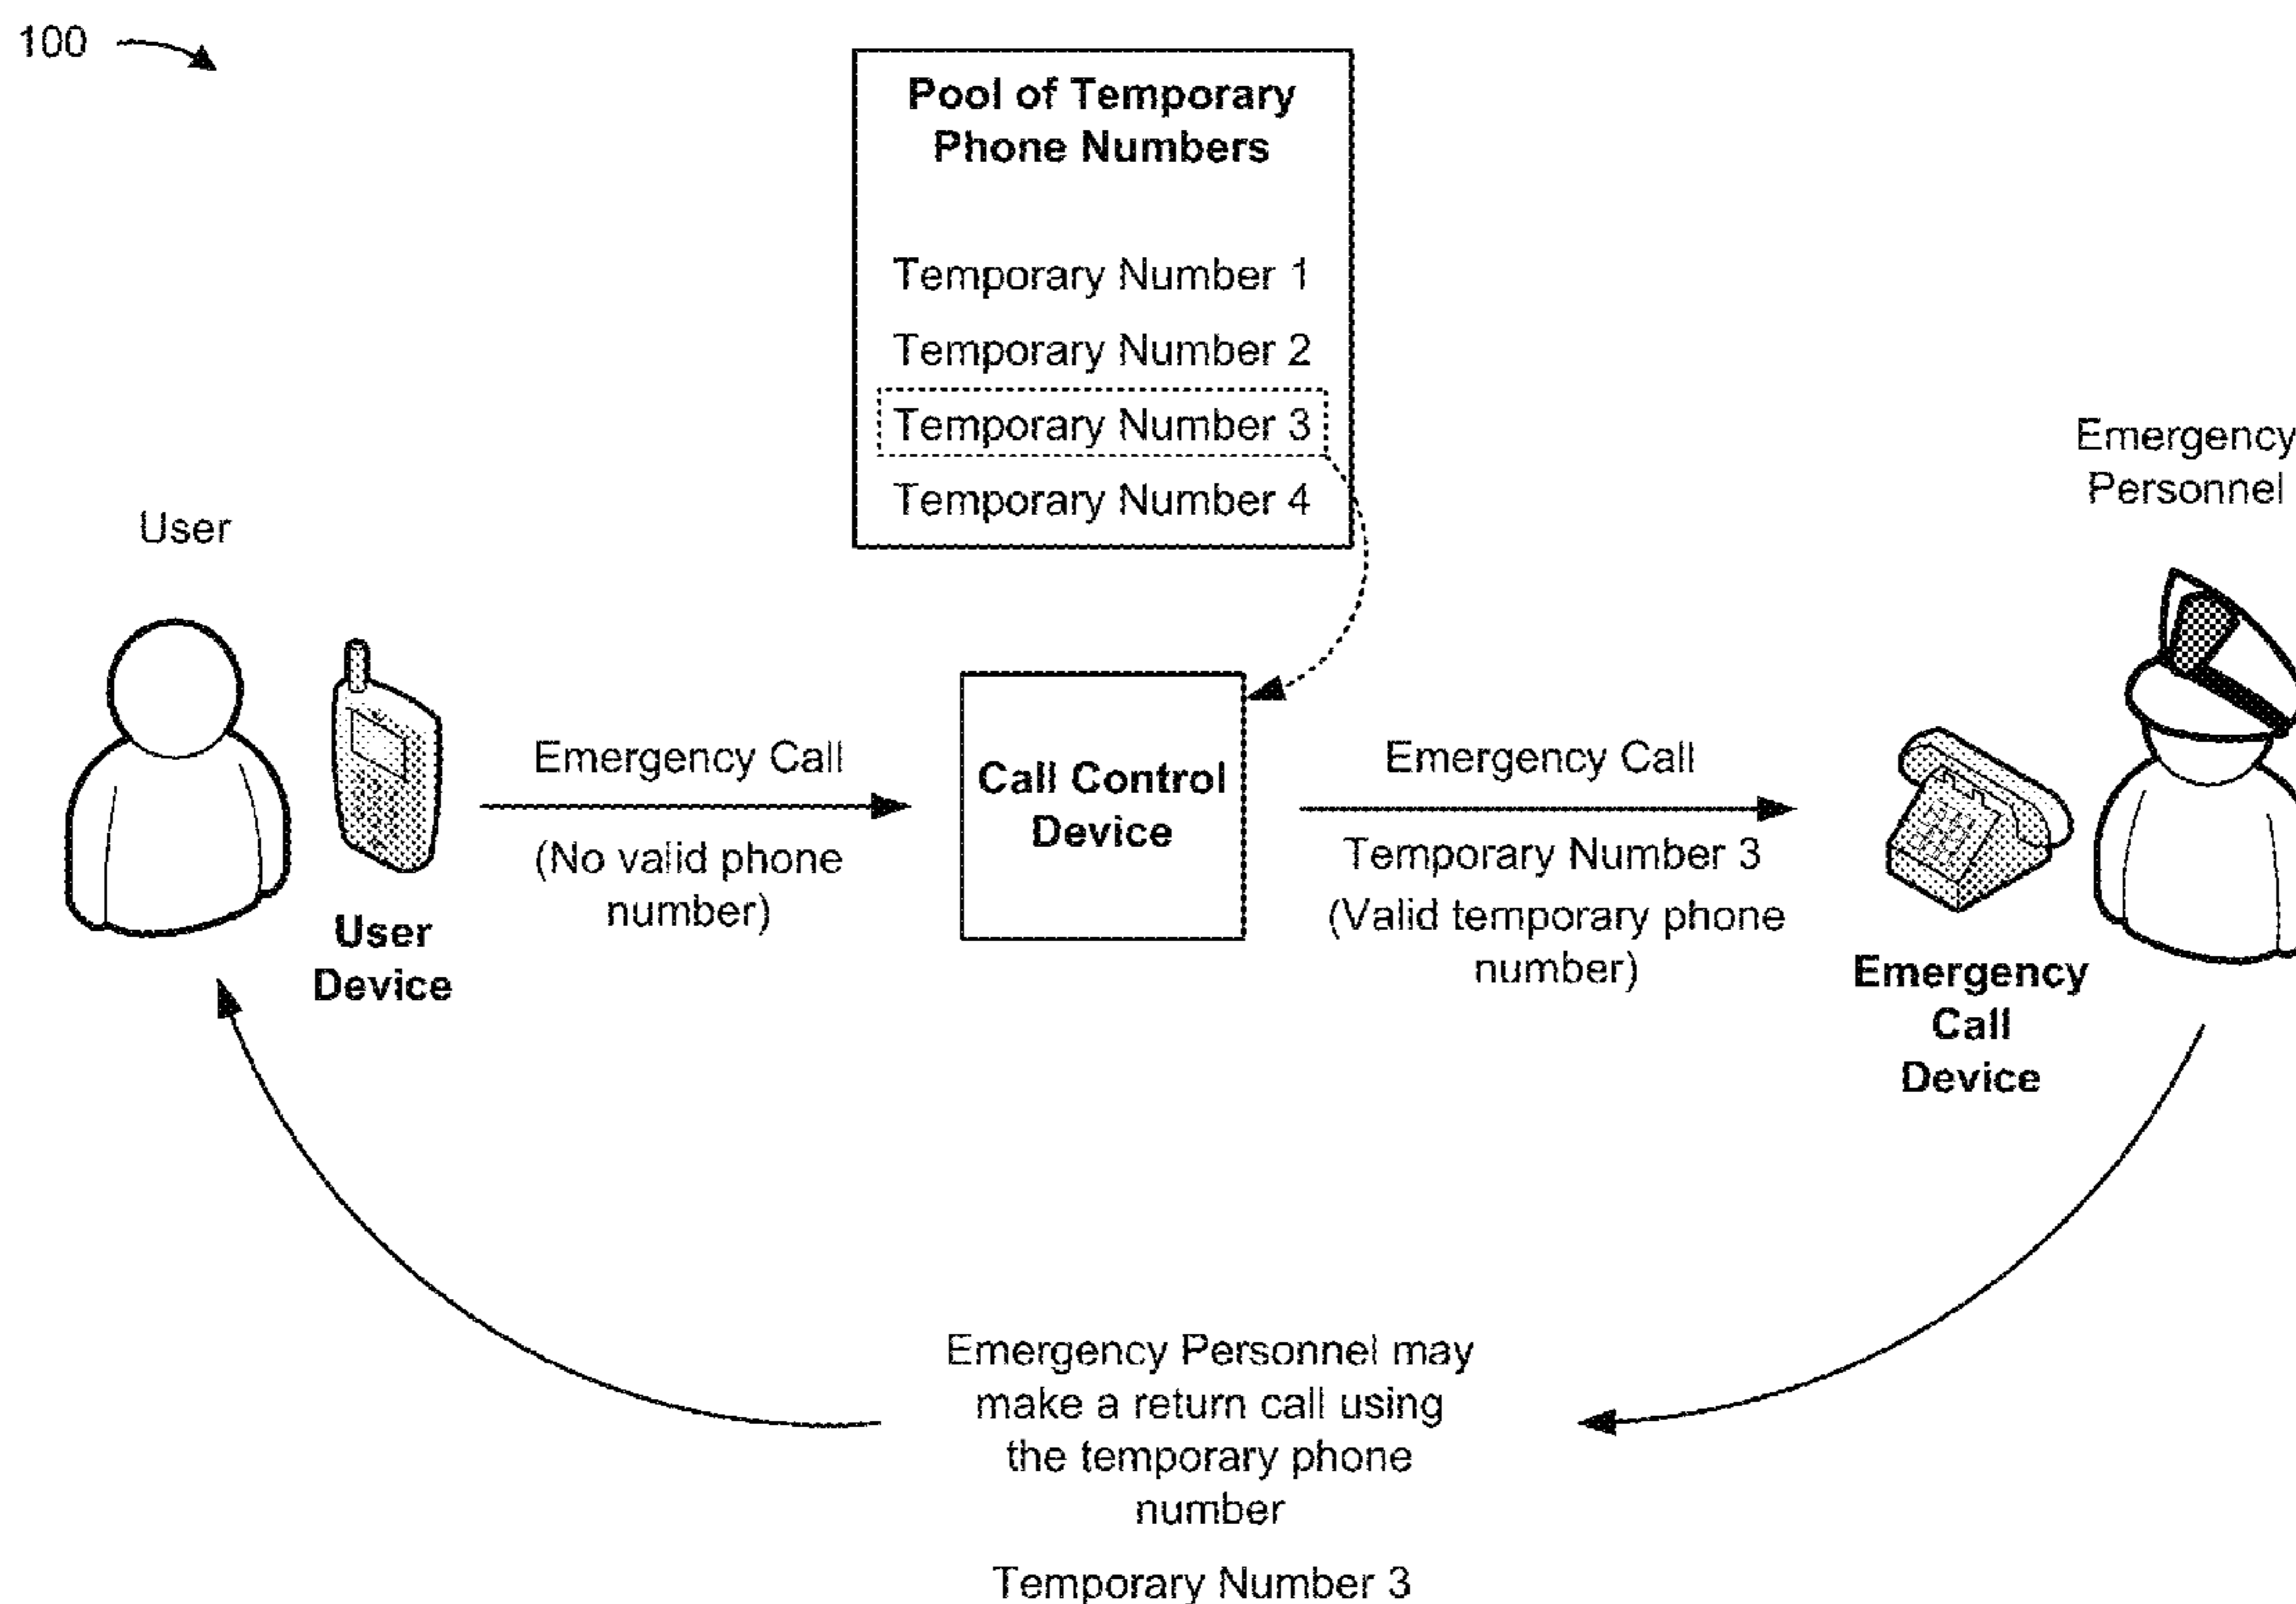 100
Pool of Temporary
Phone Numbers
Temporary Number 1
Temporary Number 2
Temporary Number 3
Temporary Number 4
User
Emergency
Personnel
Emergency Call
(No valid phone
number)
User
Device
Call Control
Device
Emergency Call
Temporary Number 3
(Valid temporary phone
number)
Emergency
Call
Device
Emergency Personnel may
make a return call using
the temporary phone
number
Temporary Number 3